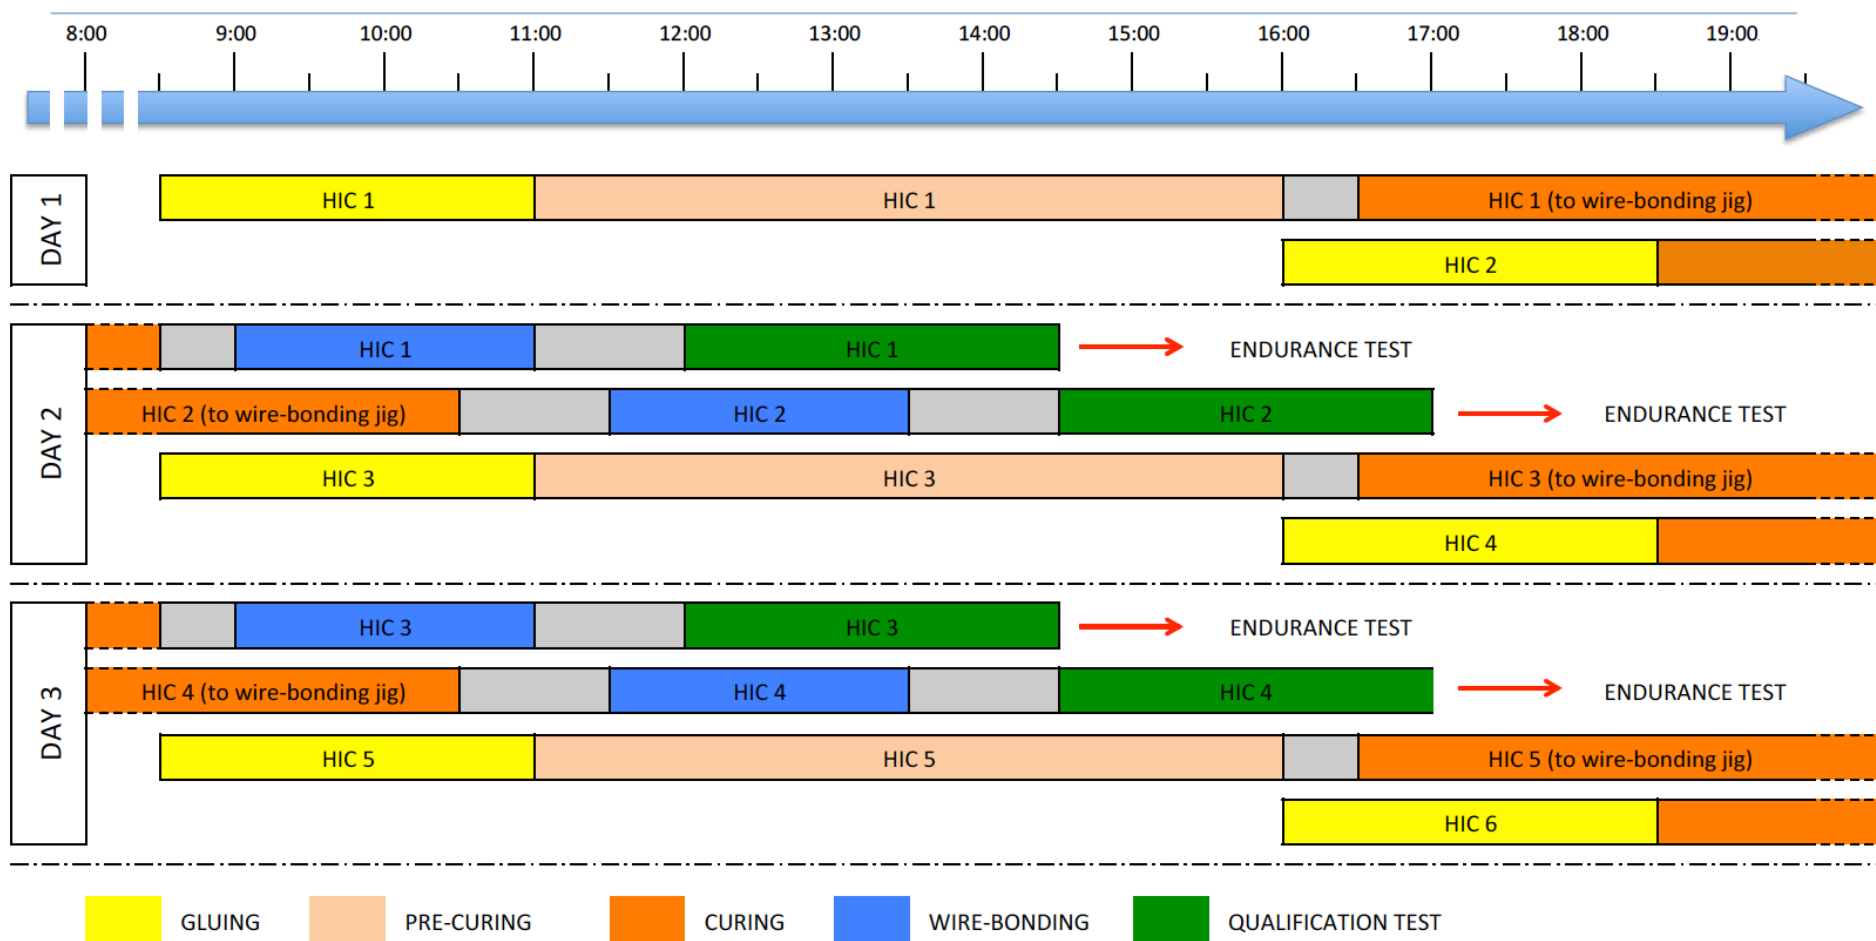 8:00 9:00 10:00 11:00 12:00 13:00 14:00 15:00 16:00 17:00 18:00 19:00
DAY 1
HIC 1 HIC 1 HIC 1 (to wire-bonding jig)
HIC 2
DAY 2
HIC 1 HIC 1 ENDURANCE TEST
HIC 2 (to wire-bonding jig) HIC 2 HIC 2 ENDURANCE TEST
HIC 3 HIC 3 HIC 3 (to wire-bonding jig)
HIC 4
DAY 3
HIC 3 HIC 3 ENDURANCE TEST
HIC 4 (to wire-bonding jig) HIC 4 HIC 4 ENDURANCE TEST
HIC 5 HIC 5 HIC 5 (to wire-bonding jig)
HIC 6
GLUING PRE-CURING CURING WIRE-BONDING QUALIFICATION TEST